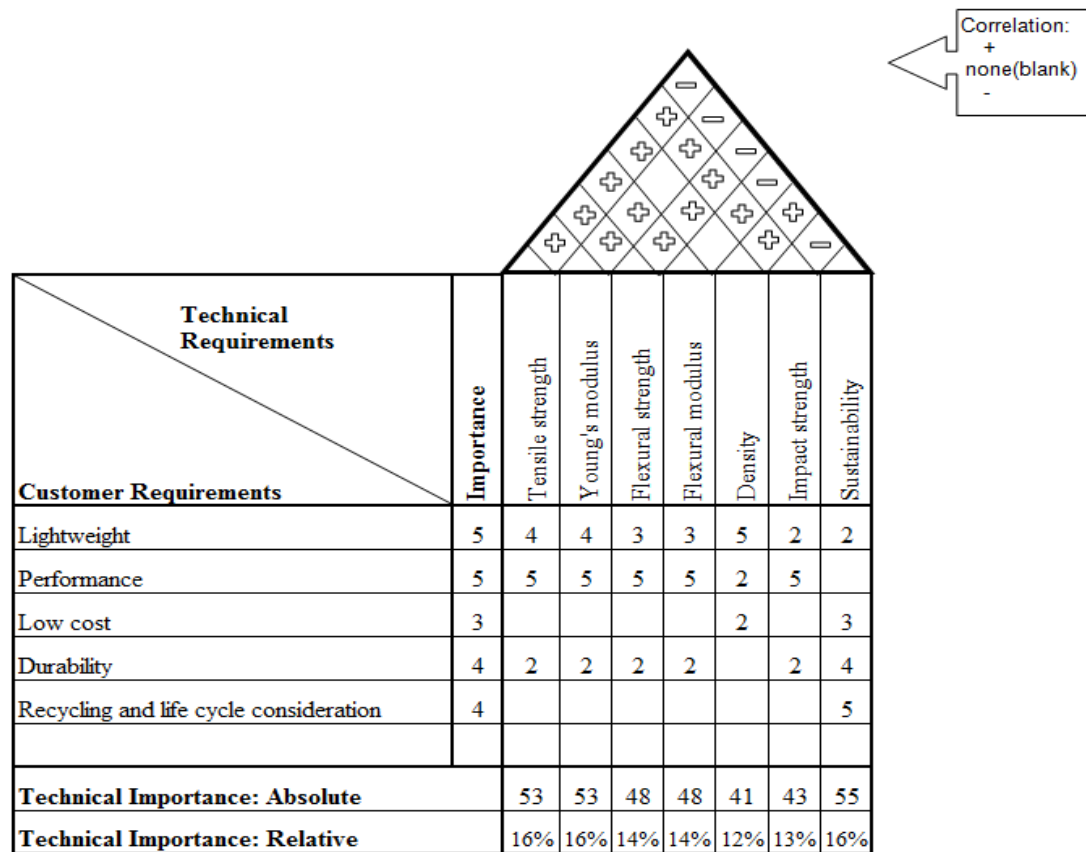 Correlation:
+
none(blank)
-
Technical
Requirements
Customer Requirements
Importance
Tensile strength
Young's modulus
Flexural strength
Flexural modulus
Density
Impact strength
Sustainability
Lightweight 5 4 4 3 3 5 2 2
Performance 5 5 5 5 5 2 5
Low cost 3 2 3
Durability 4 2 2 2 2 2 4
Recycling and life cycle consideration 4 5
Technical Importance: Absolute 53 53 48 48 41 43 55
Technical Importance: Relative 16% 16% 14% 14% 12% 13% 16%